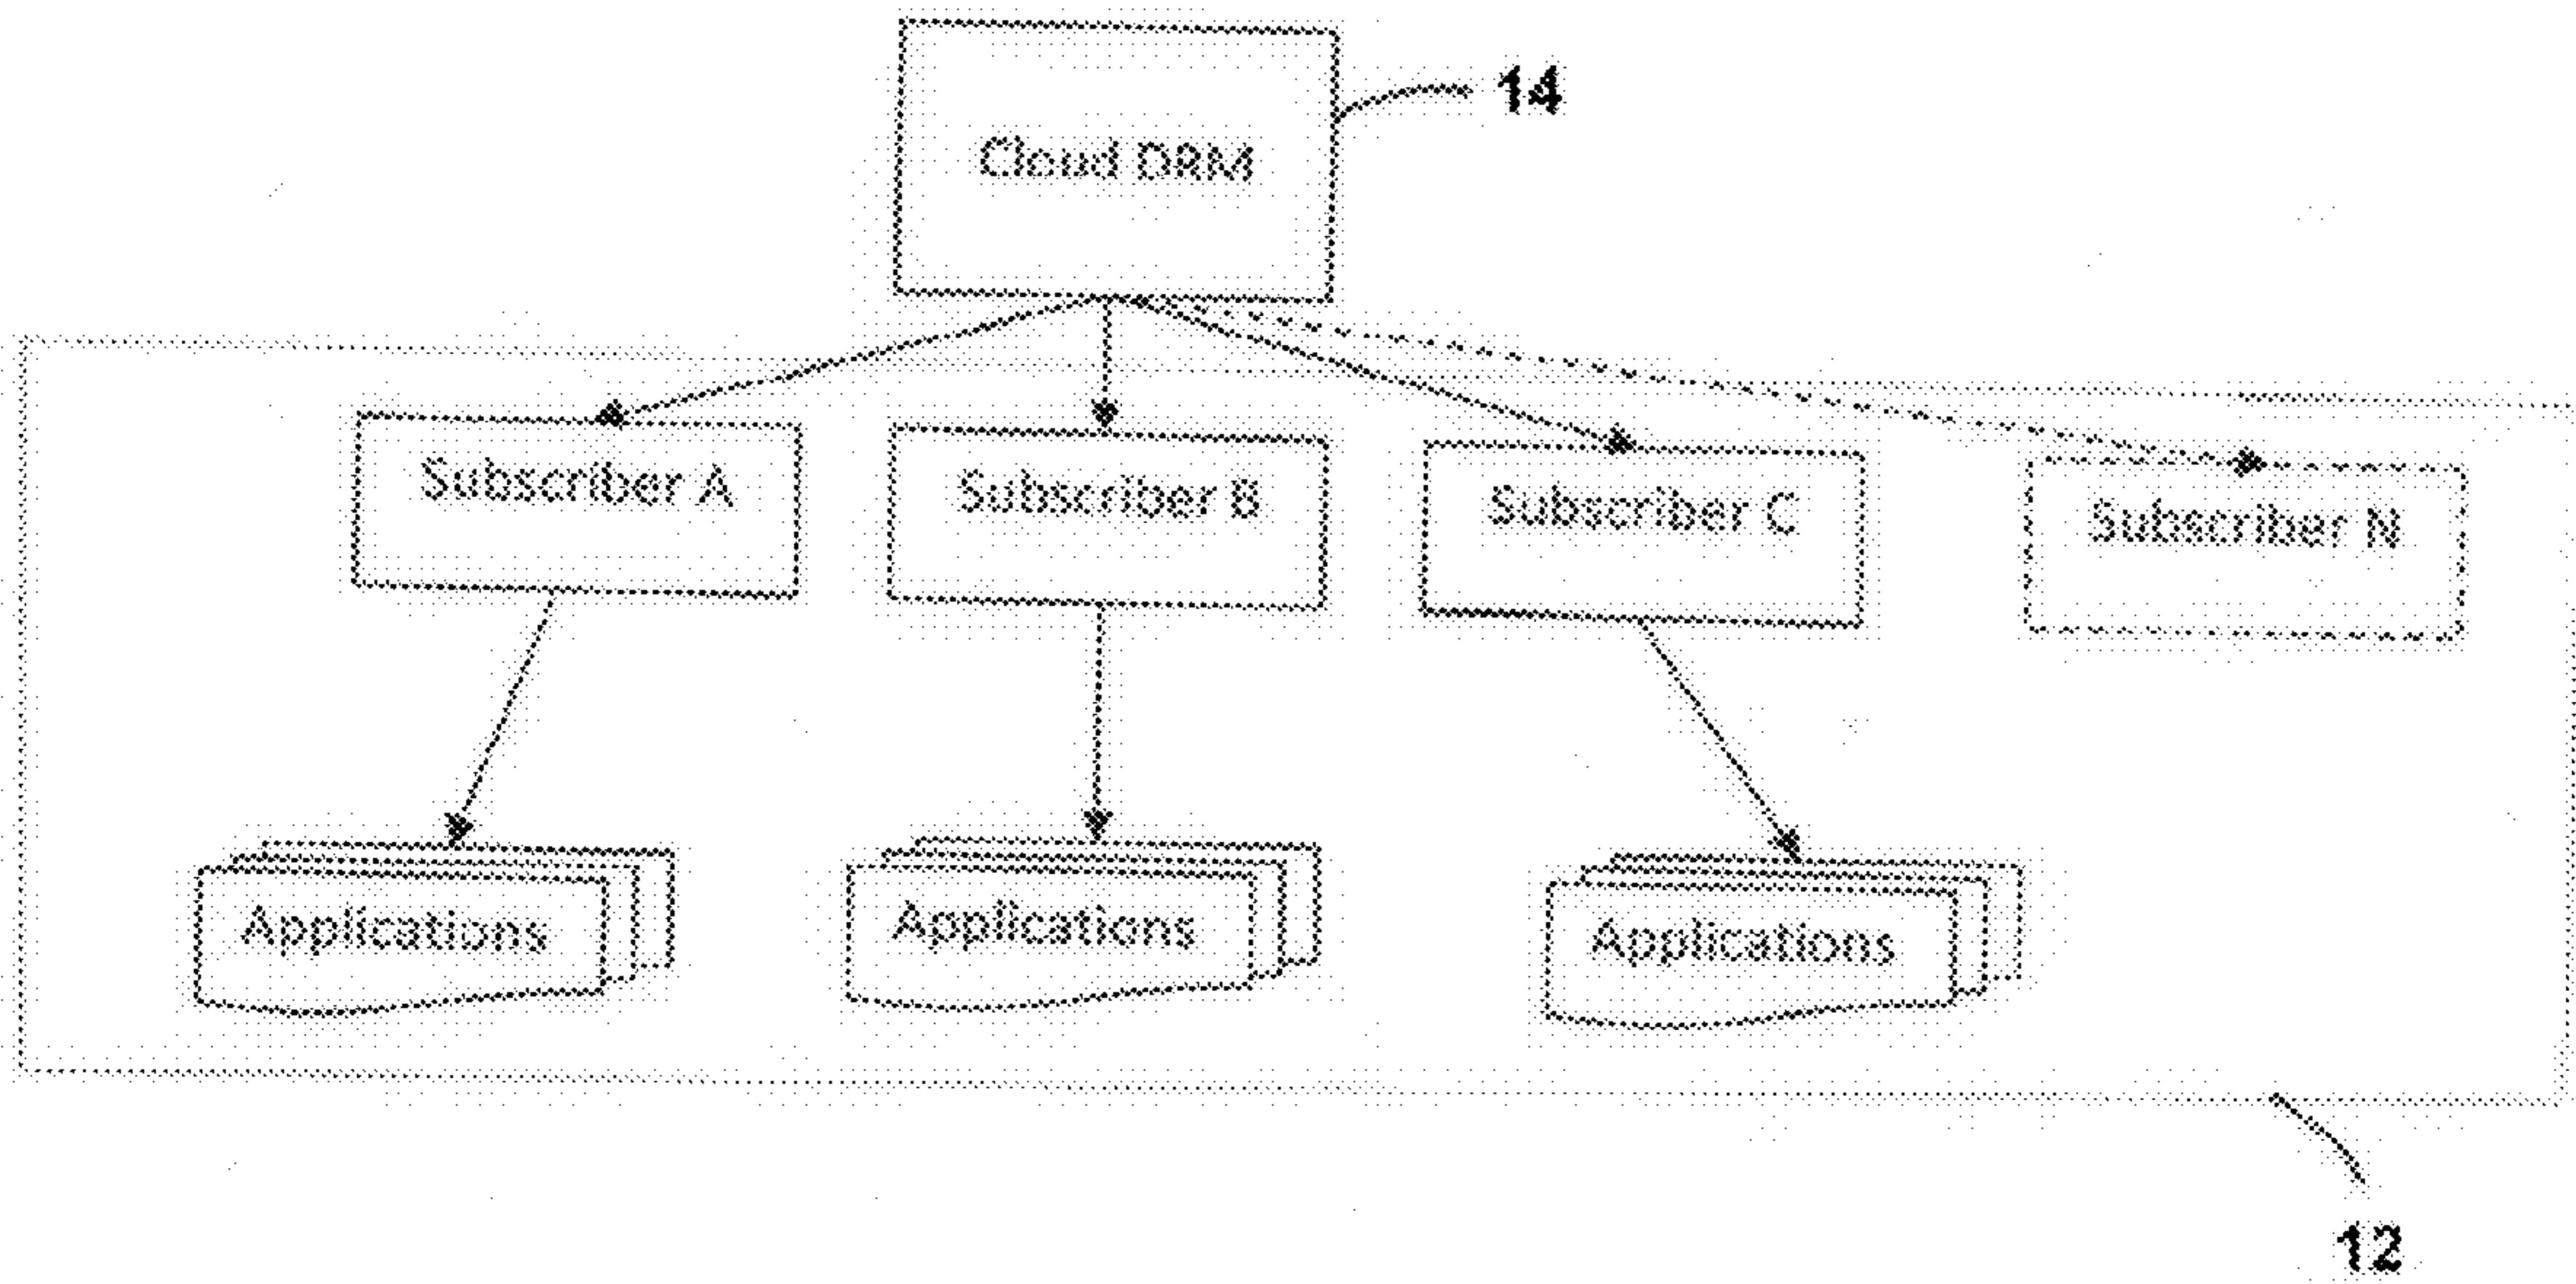 14
Cloud DRM
Subscriber A
Subscriber B
Subscriber C
Subscriber N
Applications
Applications
Applications
12